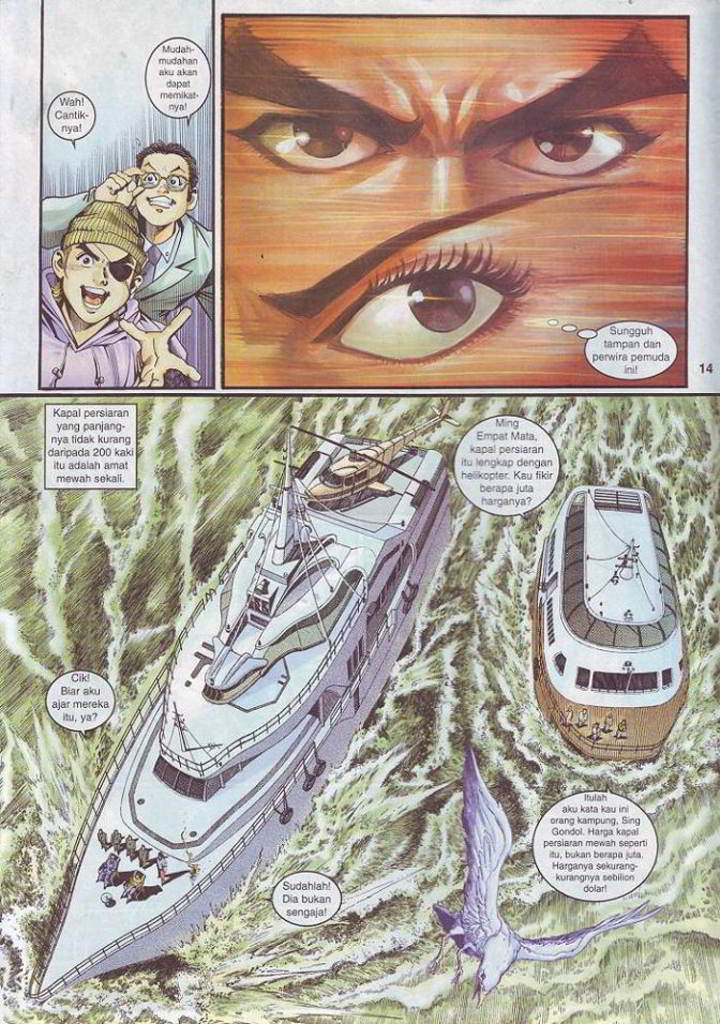 Mudah-
mudahan
aku akan
dapat
memikat-
nya!
Wah!
Cantik-
nya!
Sungguh
tampan dan
perwira pemuda
ini!
14
Kapal persiaran
yang panjang-
nya tidak kurang
daripada 200 kaki
itu adalah amat
mewah sekali.
Ming
Empat Mata,
kapal persiaran
itu lengkap dengan
helikopter. Kau fikir
berapa juta
harganya?
Cik!
Biar aku
ajar mereka
itu, ya?
Sudahlah!
Dia bukan
sengaja!
Itulah
aku kata kau ini
orang kampung, Sing
Gondol. Harga kapal
persiaran mewah seperti
itu, bukan berapa juta.
Harganya sekurang-
kurangnya sebilion
dolar!